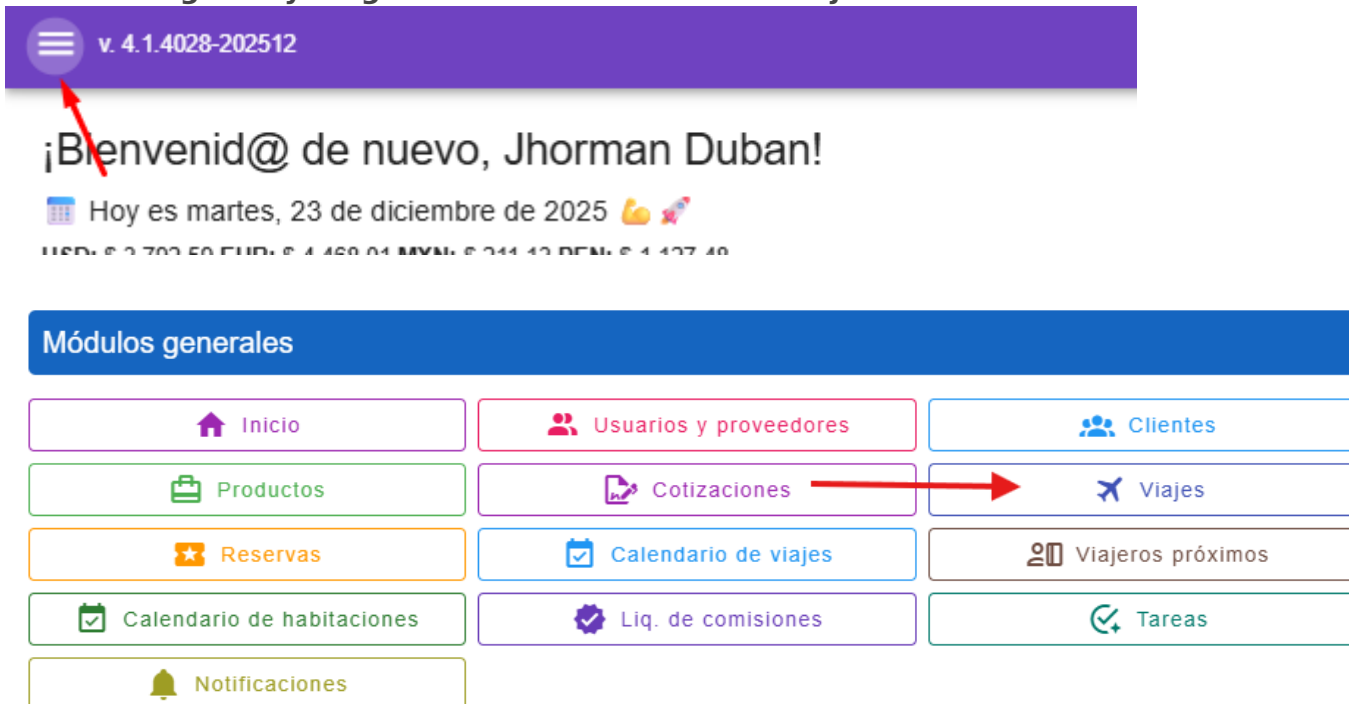 v. 4.1.4028-202512
¡Bienvenid@ de nuevo, Jhorman Duban!
Hoy es martes, 23 de diciembre de 2025
Módulos generales
Inicio
Usuarios y proveedores
Clientes
Productos
Cotizaciones
Viajes
Reservas
Calendario de viajes
Viajeros próximos
Calendario de habitaciones
Liq. de comisiones
Tareas
Notificaciones